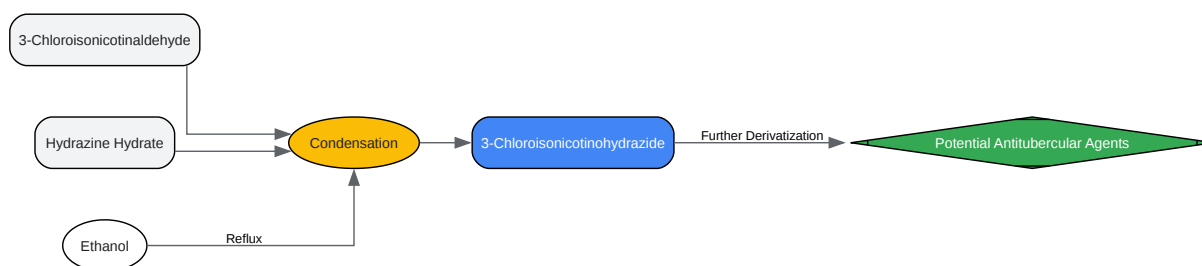 3-Chloroisonicotinaldehyde
Hydrazine Hydrate
Ethanol
Reflux
Condensation
3-Chloroisonicotinohydrazide
Further Derivatization
Potential Antitubercular Agents